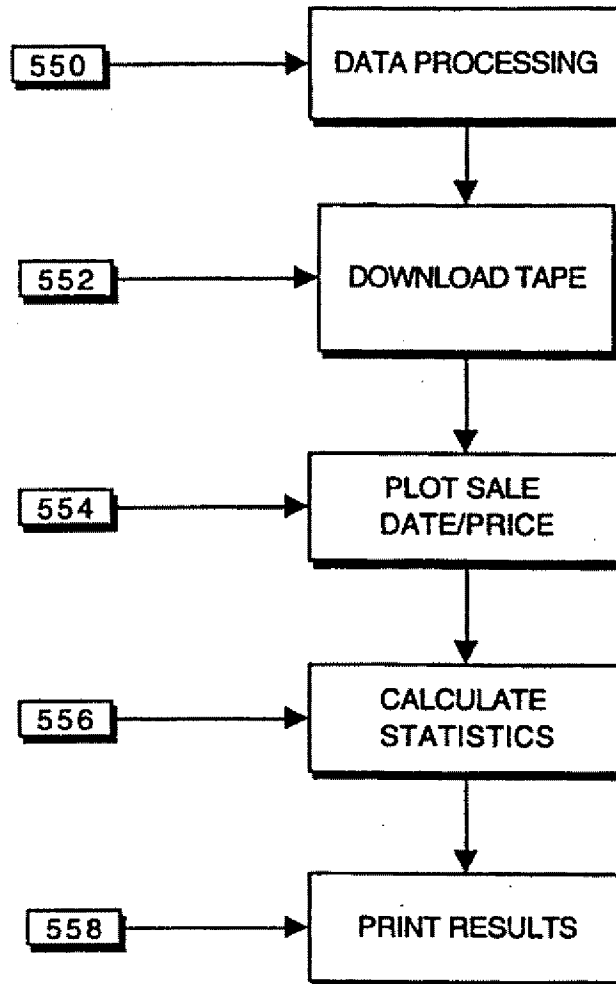 550
DATA PROCESSING
552
DOWNLOAD TAPE
554
PLOT SALE
DATE/PRICE
556
CALCULATE
STATISTICS
558
PRINT RESULTS